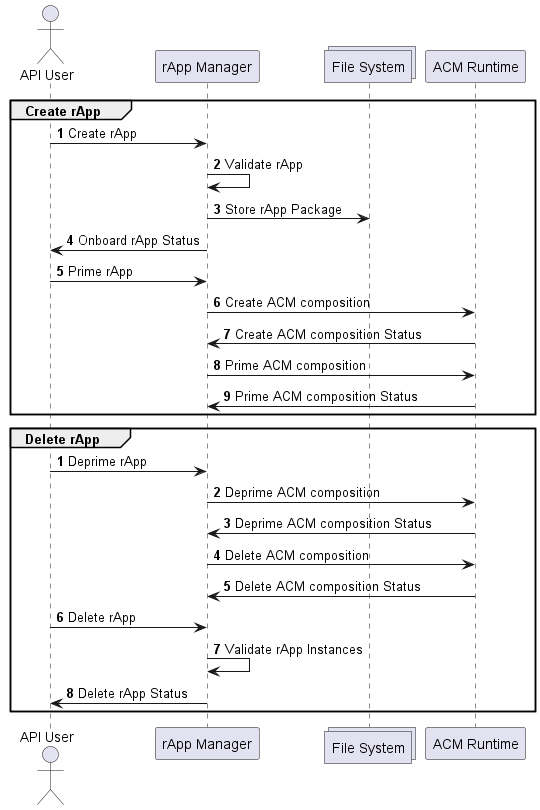 API User
rApp Manager
File System
ACM Runtime
Create rApp
1 Create rApp
2 Validate rApp
3 Store rApp Package
4 Onboard rApp Status
5 Prime rApp
6 Create ACM composition
7 Create ACM composition Status
8 Prime ACM composition
9 Prime ACM composition Status
Delete rApp
1 Deprime rApp
2 Deprime ACM composition
3 Deprime ACM composition Status
4 Delete ACM composition
5 Delete ACM composition Status
6 Delete rApp
7 Validate rApp Instances
8 Delete rApp Status
API User
rApp Manager
File System
ACM Runtime